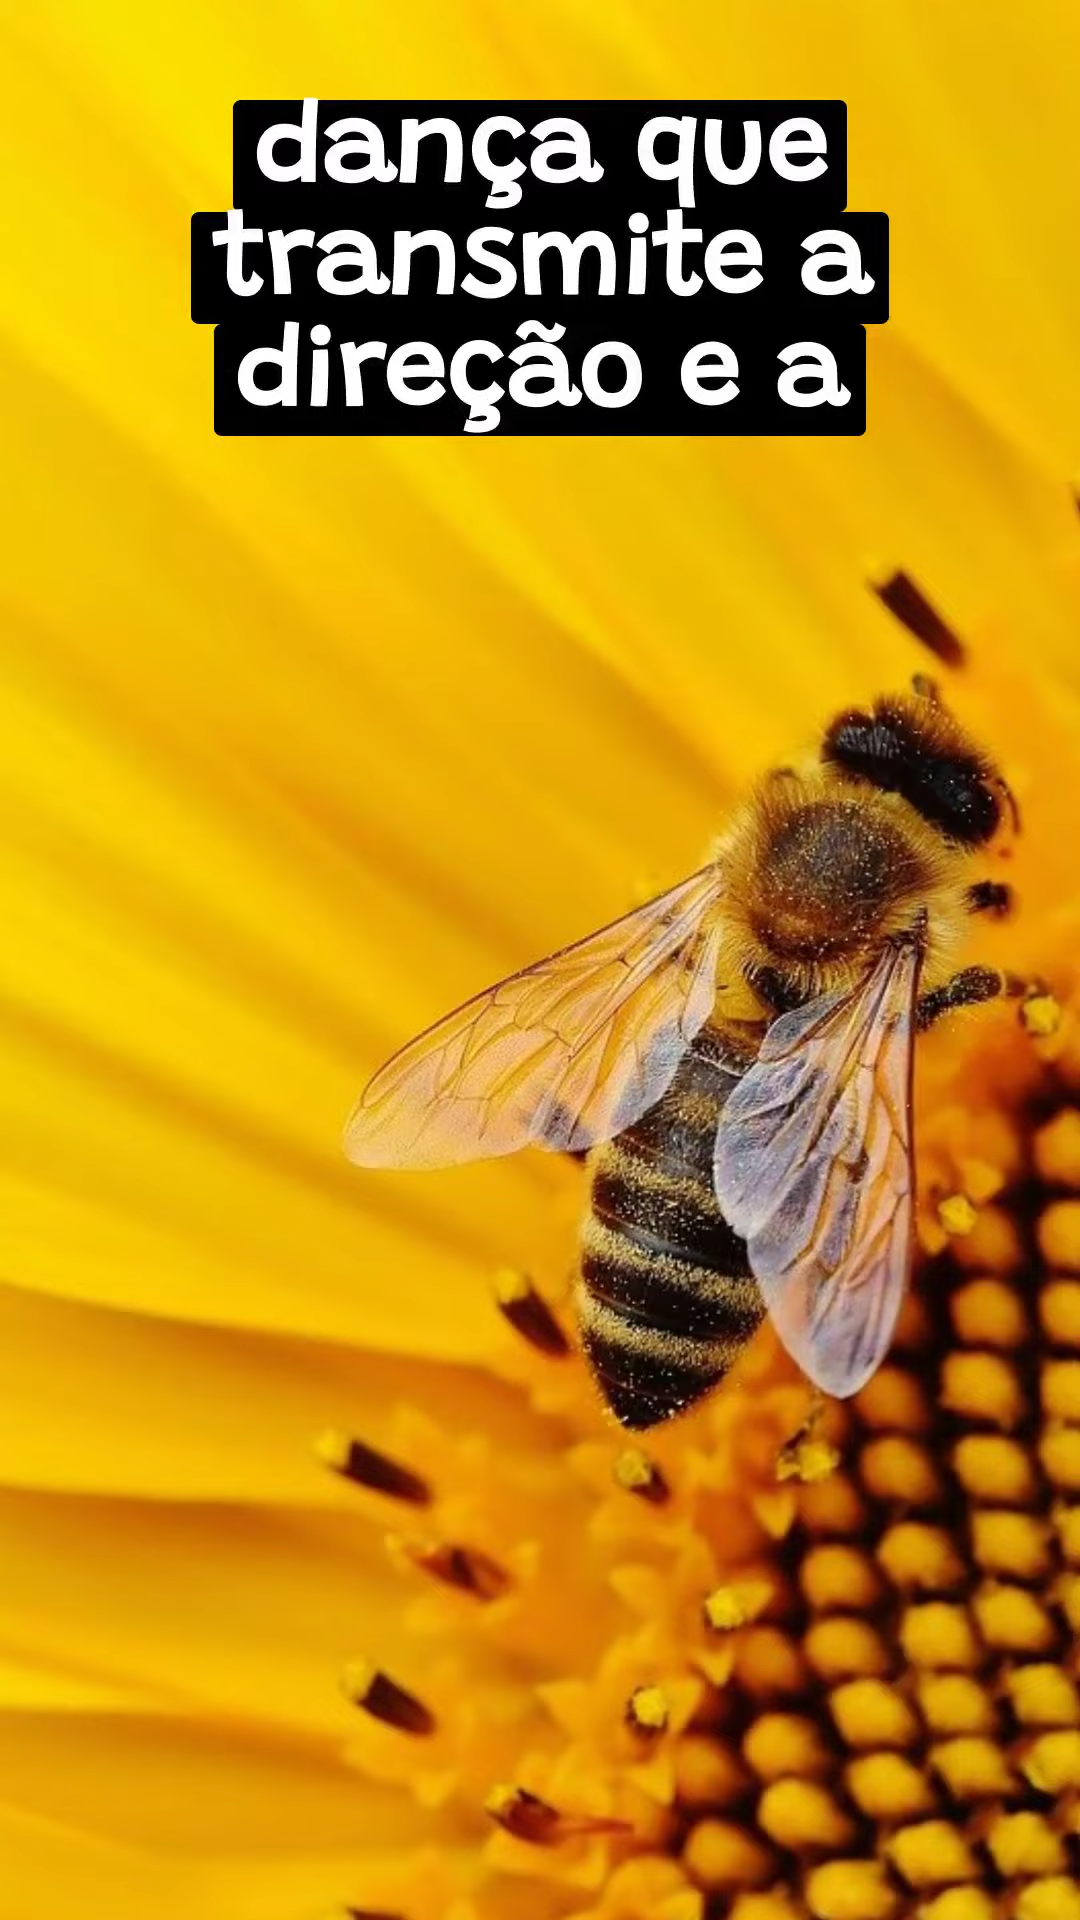 dança que
transmite a
direção e a